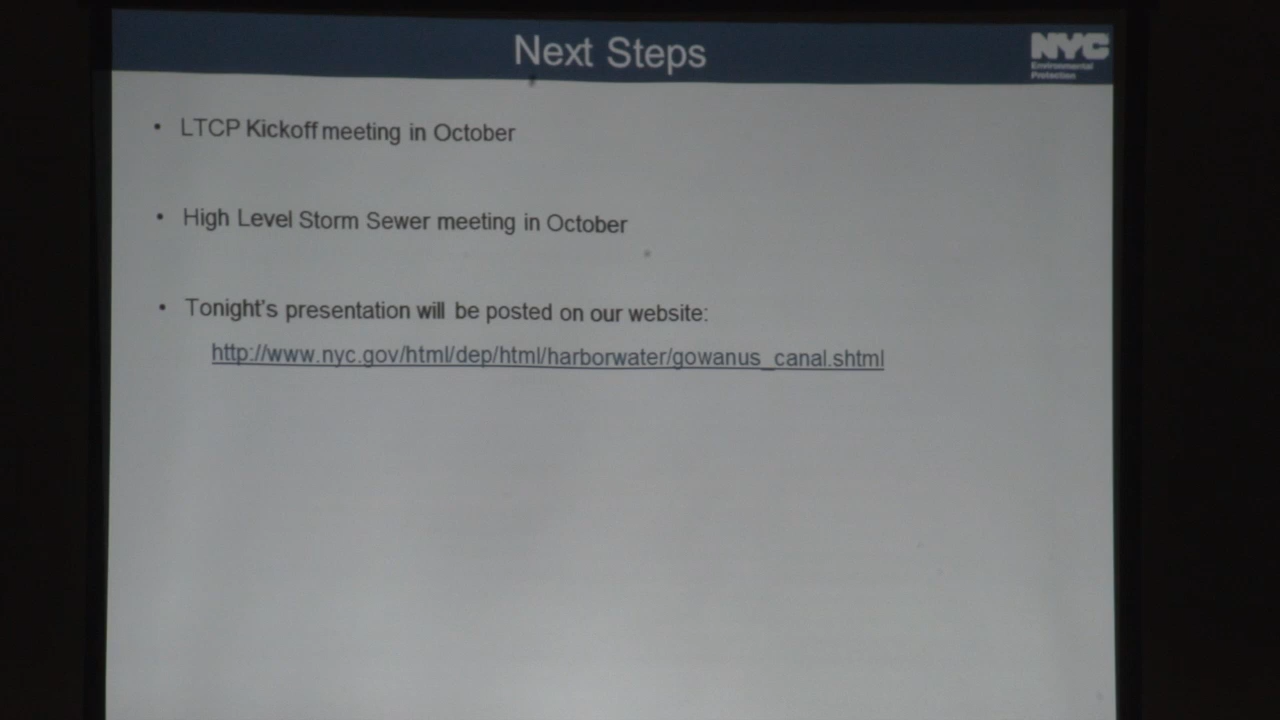 Next Steps
NYC
Environmental
Protection
• LTCP Kickoff meeting in October
• High Level Storm Sewer meeting in October
• Tonight's presentation will be posted on our website:
http://www.nyc.gov/html/dep/html/harborwater/gowanus_canal.shtml